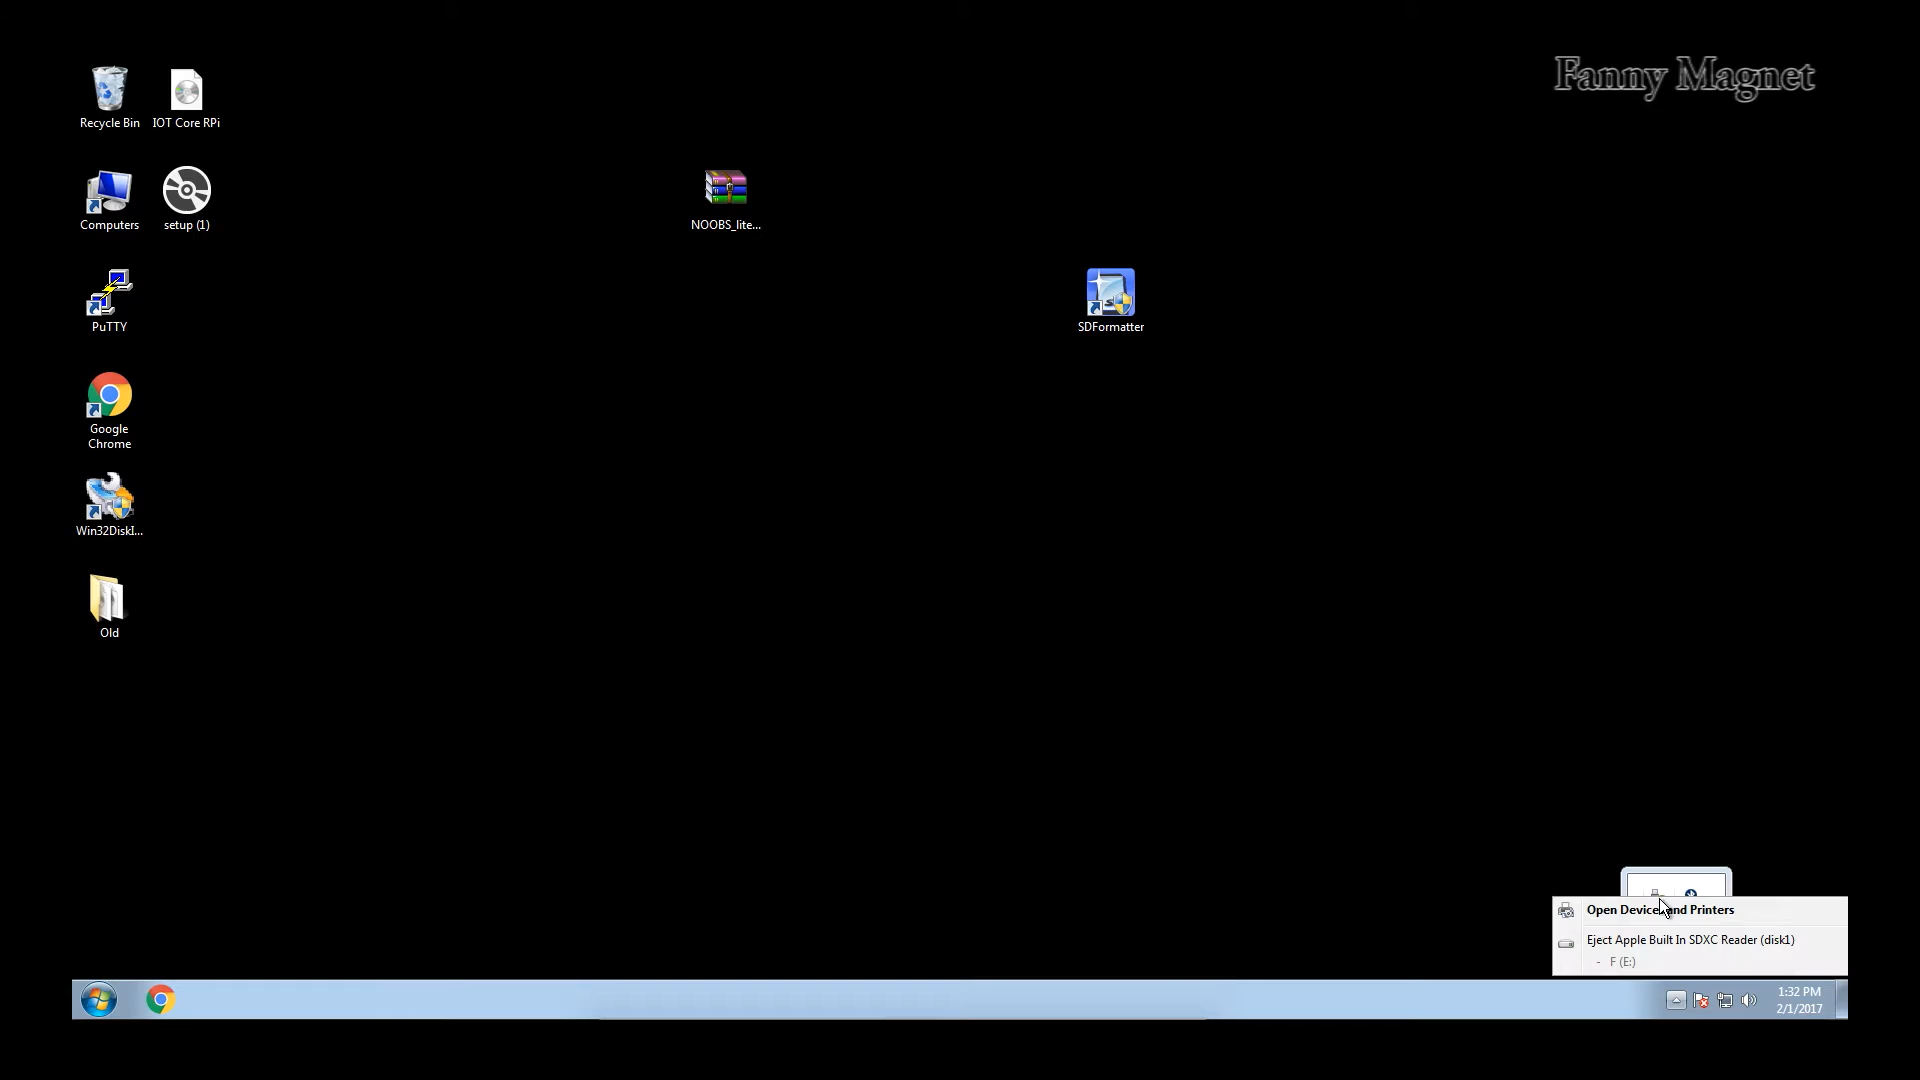 Fanny Magnet
Recycle Bin
IOT Core RPi
Computers
setup (1)
NOOBS_lite...
PuTTY
SDFormatter
Google
Chrome
Win32DiskI...
Old
Open Devices and Printers
Eject Apple Built In SDXC Reader (disk1)
- F (E:)
1:32 PM
2/1/2017